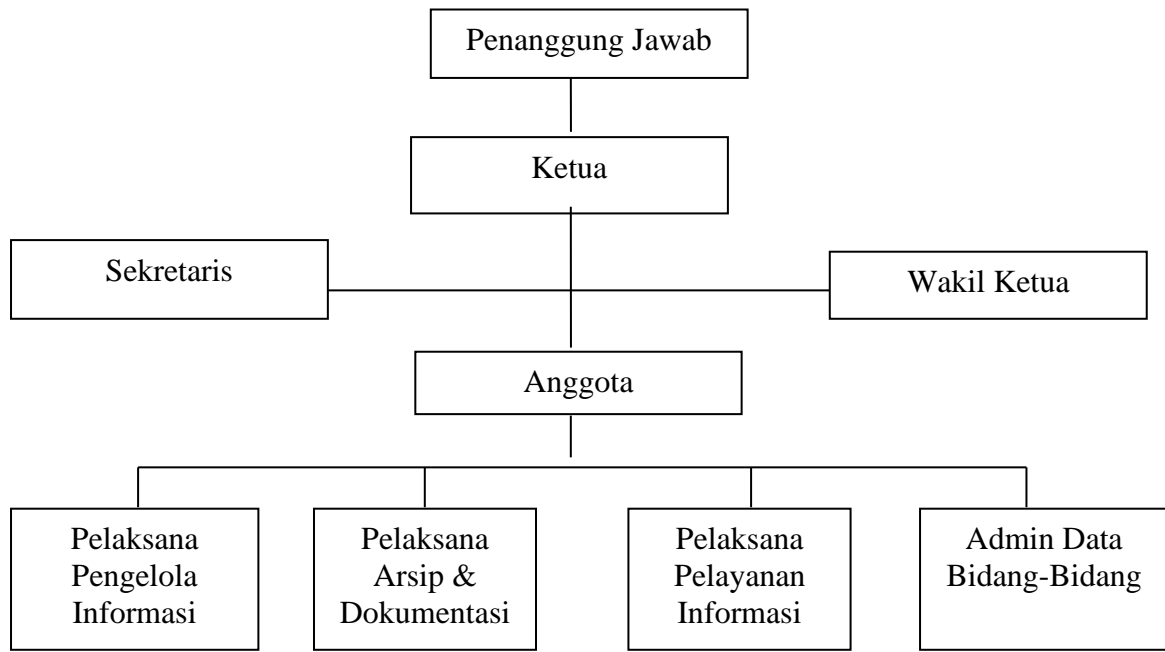 Penanggung Jawab
Ketua
Sekretaris
Wakil Ketua
Anggota
Pelaksana
Pengelola
Informasi
Pelaksana
Arsip &
Dokumentasi
Pelaksana
Pelayanan
Informasi
Admin Data
Bidang-Bidang